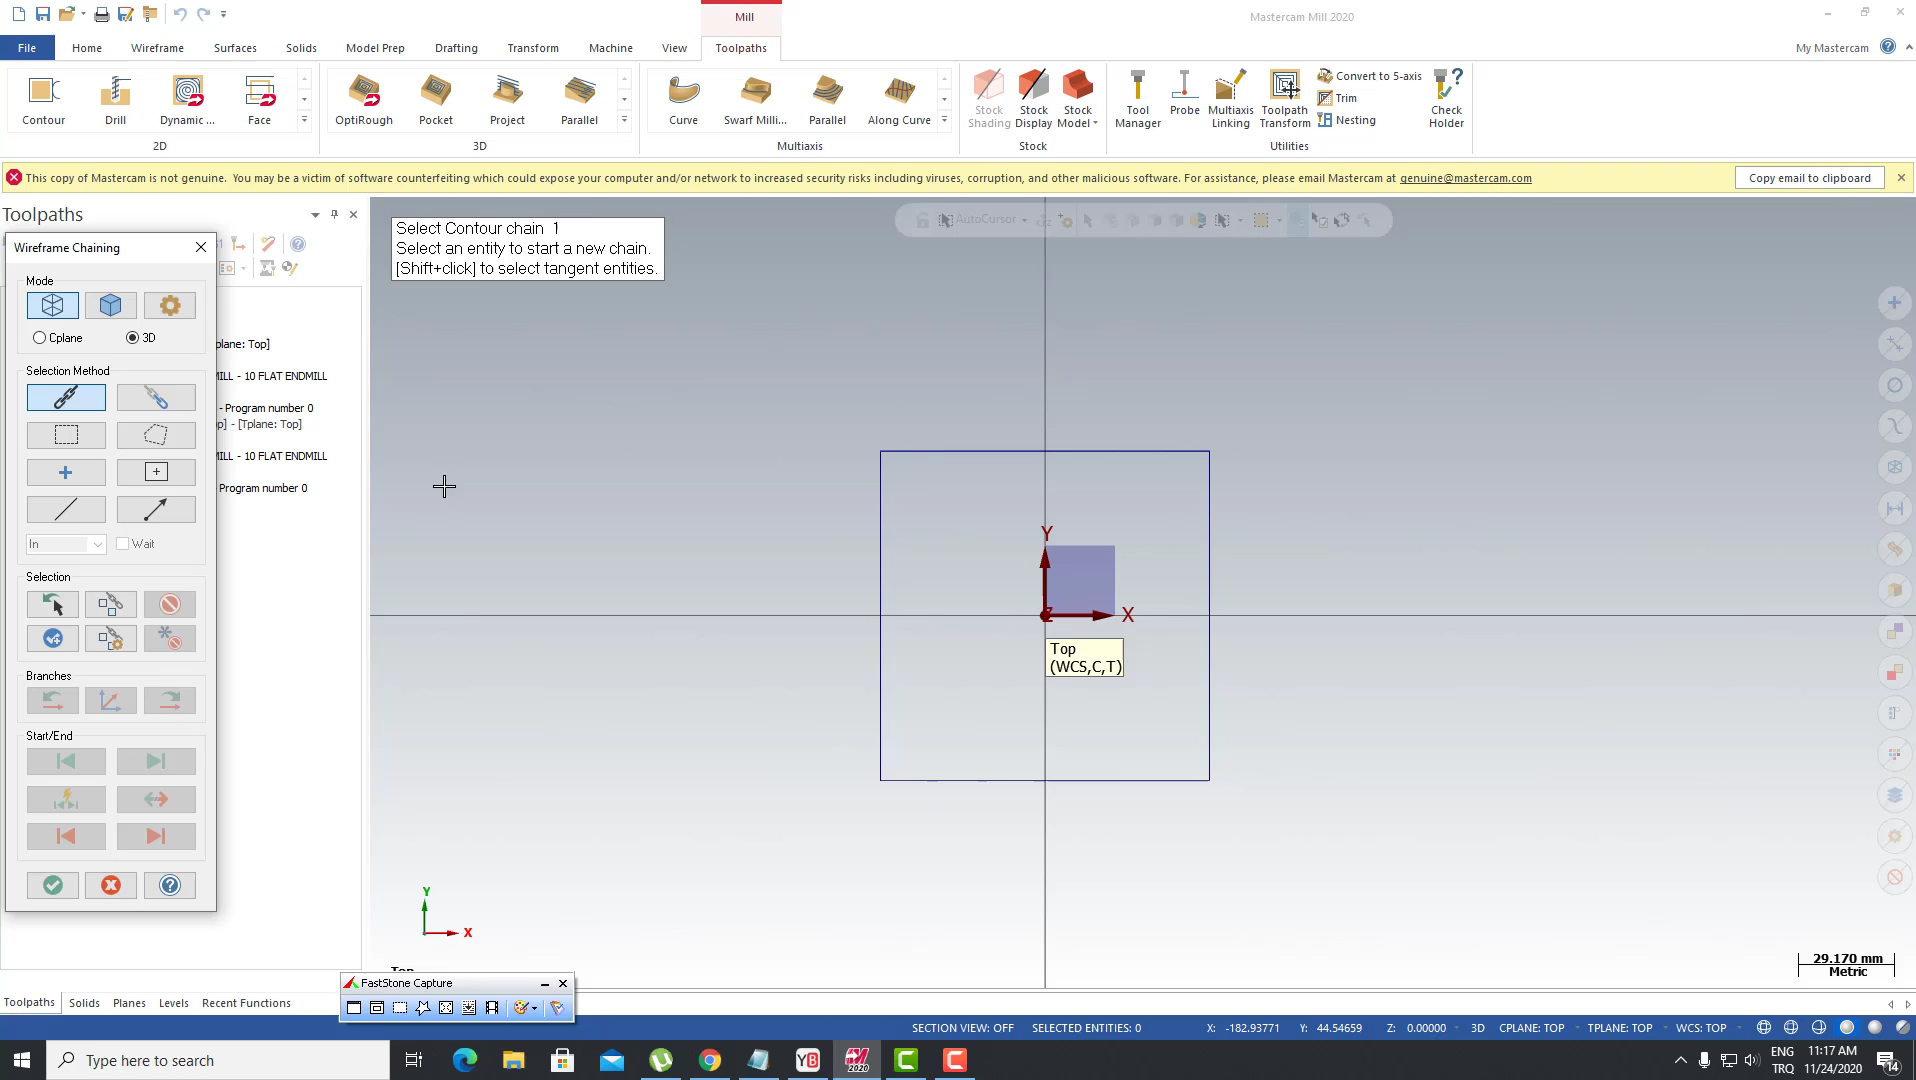 Mill
Mastercam Mill 2020
File
Home
Wireframe
Surfaces
Solids
Model Prep
Drafting
Transform
Machine
View
Toolpaths
My Mastercam
Contour
Drill
Dynamic ...
Face
OptiRough
Pocket
Project
Parallel
Curve
Swarf Milli...
Parallel
Along Curve
Stock Shading
Stock Display
Stock Model
Tool Manager
Probe
Multiaxis Linking
Toolpath Transform
Convert to 5-axis
Trim
Nesting
Check Holder
2D
3D
Multiaxis
Stock
Utilities
This copy of Mastercam is not genuine. You may be a victim of software counterfeiting which could expose your computer and/or network to increased security risks including viruses, corruption, and other malicious software. For assistance, please email Mastercam at genuine@mastercam.com
Copy email to clipboard
Toolpaths
Wireframe Chaining
Mode
Cplane
3D
Selection Method
In
Wait
Selection
Branches
Start/End
plane: Top]
MILL - 10 FLAT ENDMILL
- Program number 0
p] - [Tplane: Top]
MILL - 10 FLAT ENDMILL
Program number 0
Select Contour chain 1
Select an entity to start a new chain.
[Shift+click] to select tangent entities.
AutoCursor
Y
X
Z
Top
(WCS,C,T)
Y
X
Top
29.170 mm
Metric
FastStone Capture
Toolpaths
Solids
Planes
Levels
Recent Functions
SECTION VIEW: OFF
SELECTED ENTITIES: 0
X: -182.93771
Y: 44.54659
Z: 0.00000
3D
CPLANE: TOP
TPLANE: TOP
WCS: TOP
Type here to search
YB
2020
ENG
TRQ
11:17 AM
11/24/2020
14